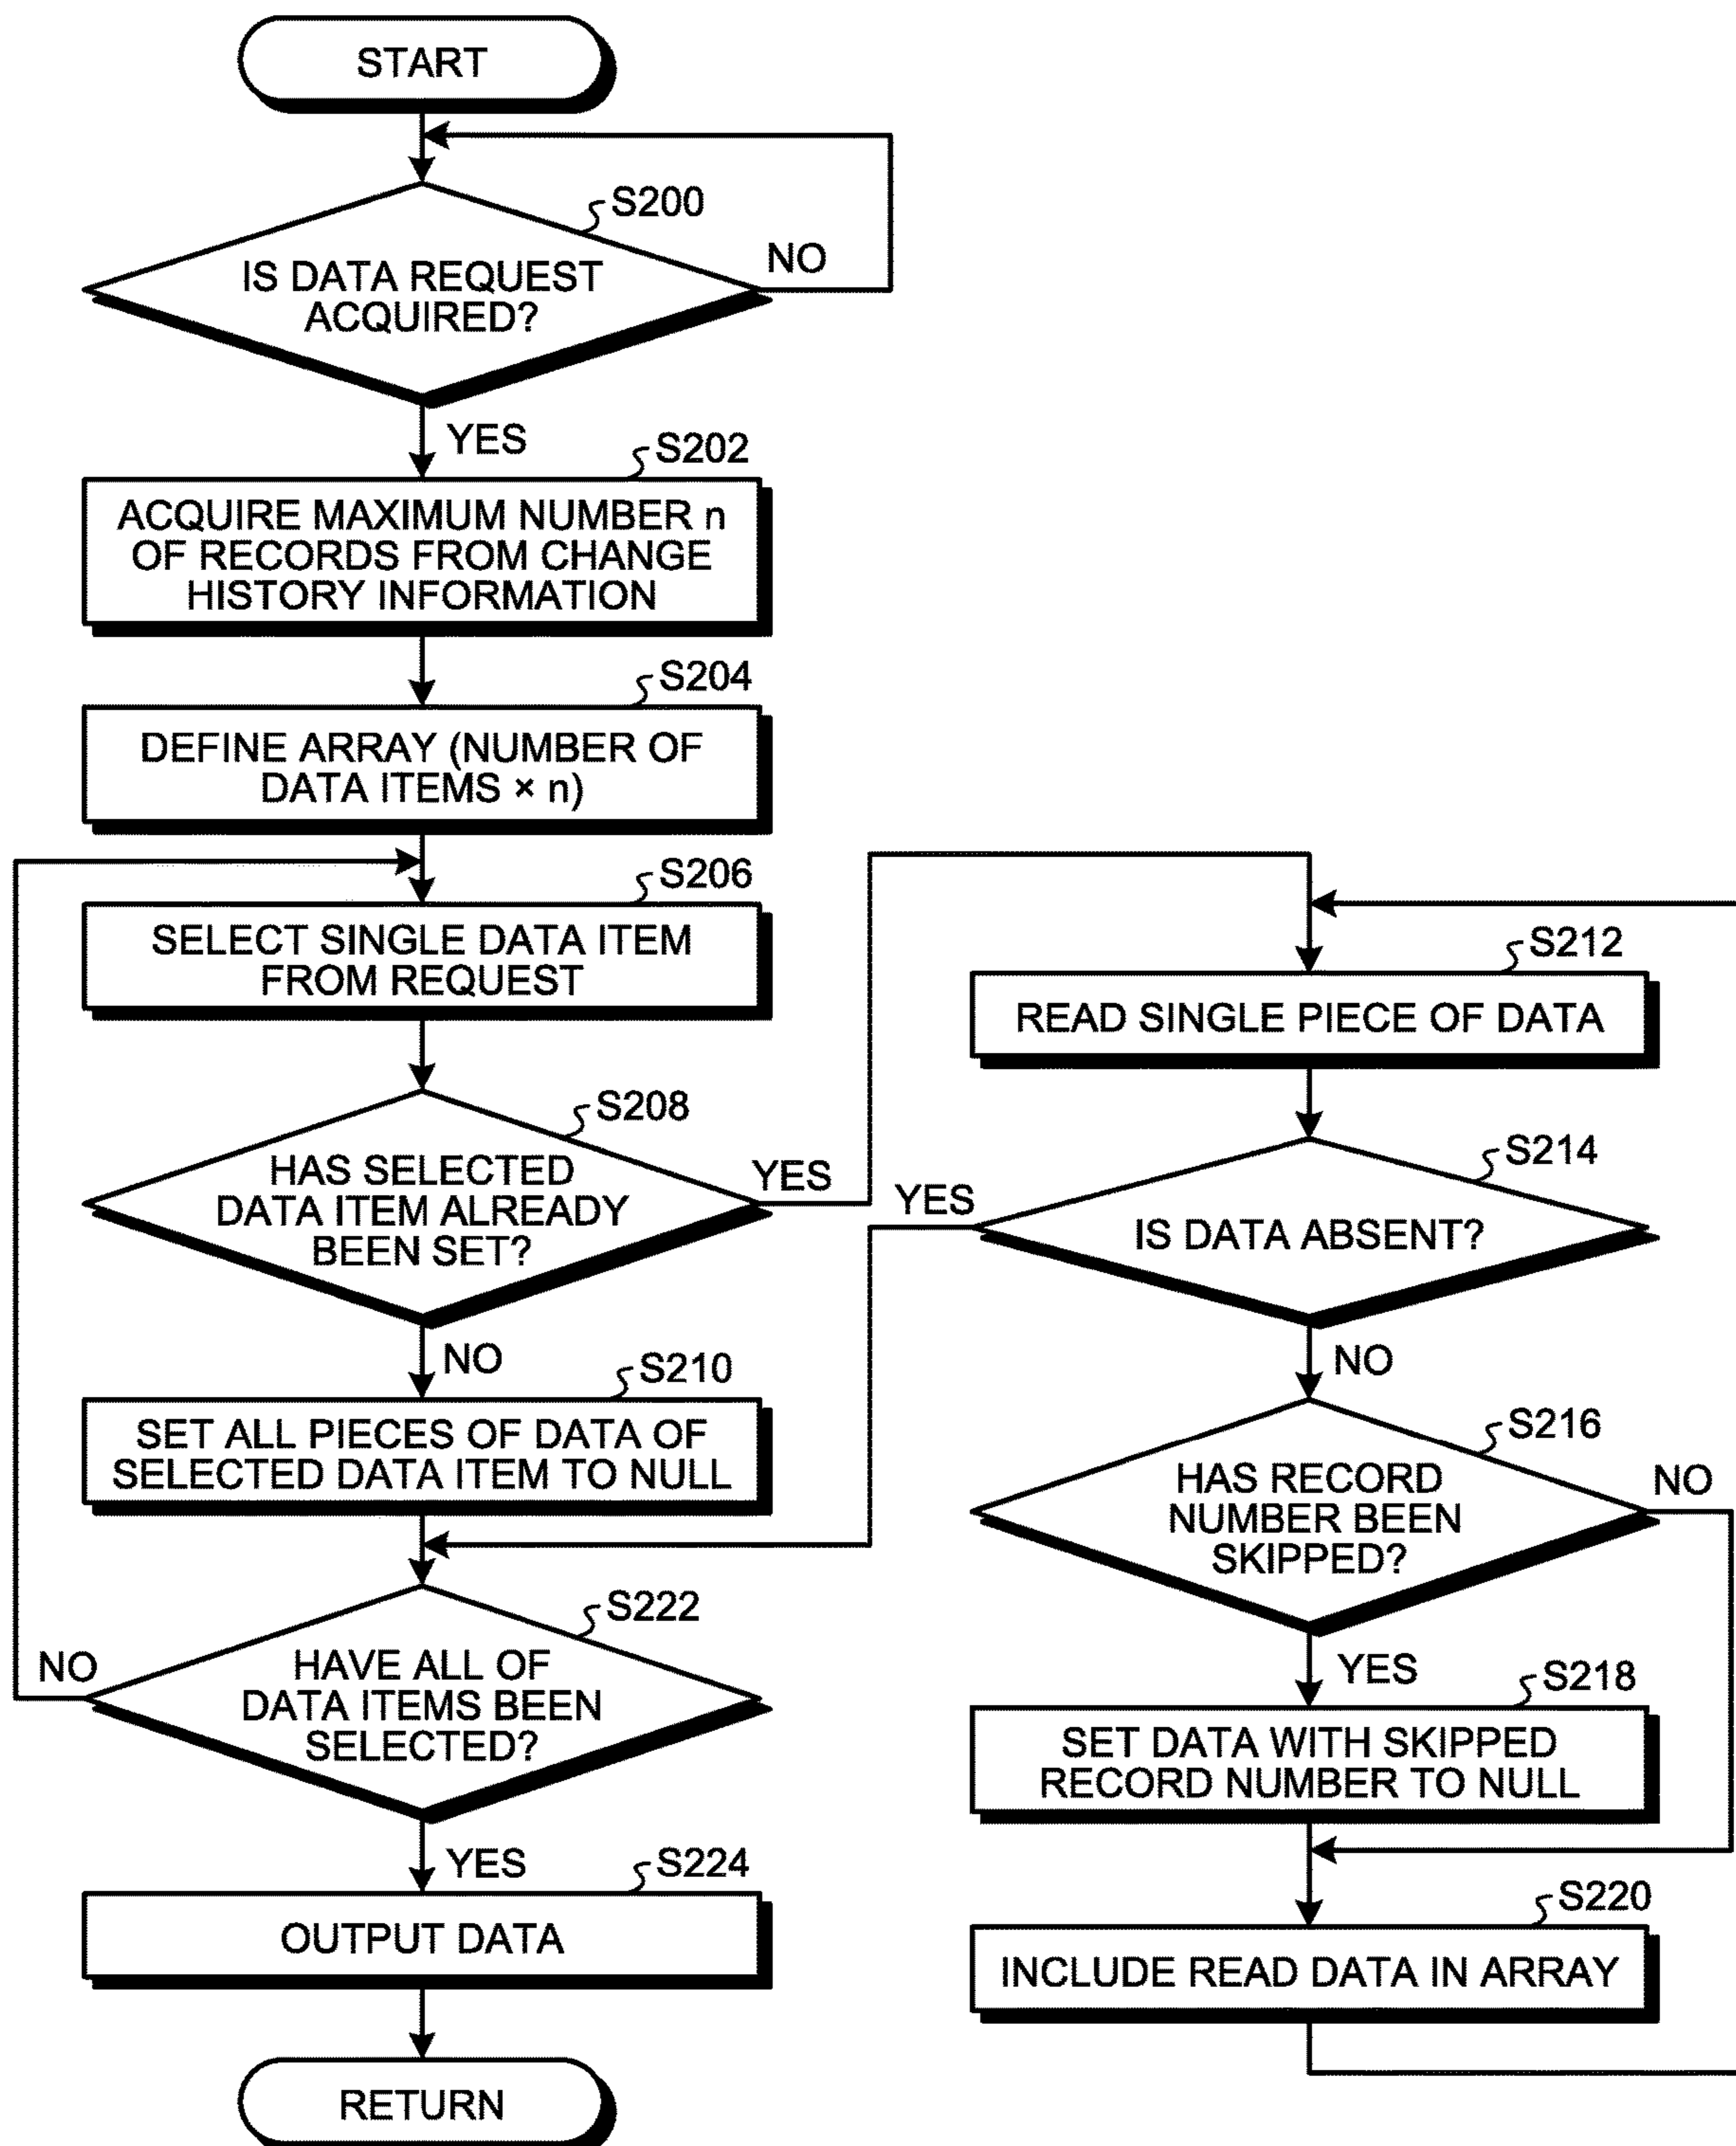 START
S200
IS DATA REQUEST
ACQUIRED?
NO
YES
S202
ACQUIRE MAXIMUM NUMBER n
OF RECORDS FROM CHANGE
HISTORY INFORMATION
S204
DEFINE ARRAY (NUMBER OF
DATA ITEMS × n)
S206
SELECT SINGLE DATA ITEM
FROM REQUEST
S208
HAS SELECTED
DATA ITEM ALREADY
BEEN SET?
YES
NO
S210
SET ALL PIECES OF DATA OF
SELECTED DATA ITEM TO NULL
S222
HAVE ALL OF
DATA ITEMS BEEN
SELECTED?
NO
YES
S224
OUTPUT DATA
RETURN
S212
READ SINGLE PIECE OF DATA
S214
IS DATA ABSENT?
YES
NO
S216
HAS RECORD
NUMBER BEEN
SKIPPED?
NO
YES
S218
SET DATA WITH SKIPPED
RECORD NUMBER TO NULL
S220
INCLUDE READ DATA IN ARRAY